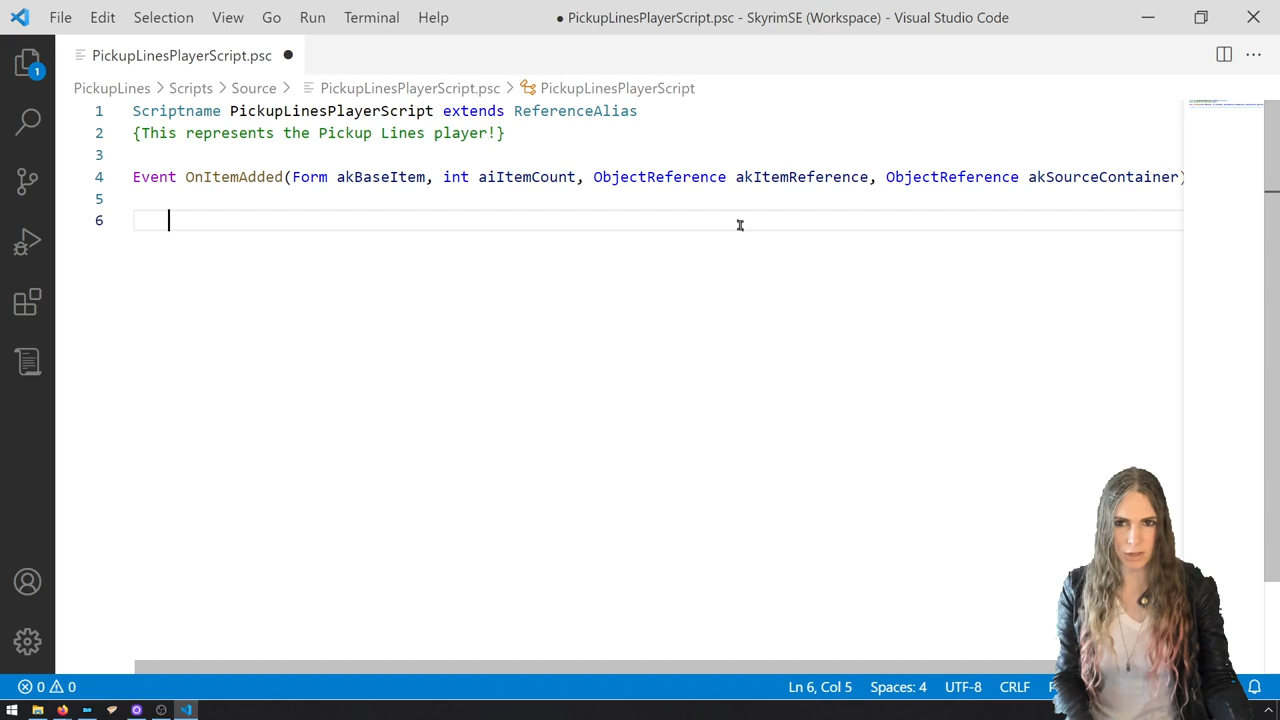 File Edit Selection View Go Run Terminal Help ● PickupLinesPlayerScript.psc - SkyrimSE (Workspace) - Visual Studio Code
PickupLinesPlayerScript.psc
1
PickupLines > Scripts > Source > PickupLinesPlayerScript.psc > PickupLinesPlayerScript
1 Scriptname PickupLinesPlayerScript extends ReferenceAlias
2 {This represents the Pickup Lines player!}
3
4 Event OnItemAdded(Form akBaseItem, int aiItemCount, ObjectReference akItemReference, ObjectReference akSourceContainer)
5
6
0 0 Ln 6, Col 5 Spaces: 4 UTF-8 CRLF